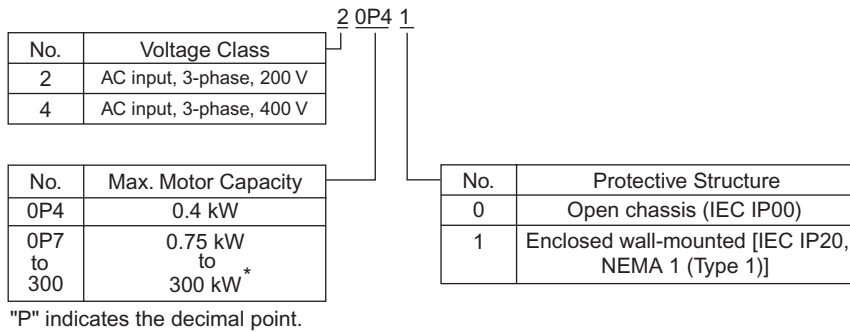 2 0P4 1
No. Voltage Class
2 AC input, 3-phase, 200 V
4 AC input, 3-phase, 400 V
No. Max. Motor Capacity
0P4 0.4 kW
0P7 0.75 kW
to to
300 300 kW*
"P" indicates the decimal point.
No. Protective Structure
0 Open chassis (IEC IP00)
1 Enclosed wall-mounted [IEC IP20,
NEMA 1 (Type 1)]